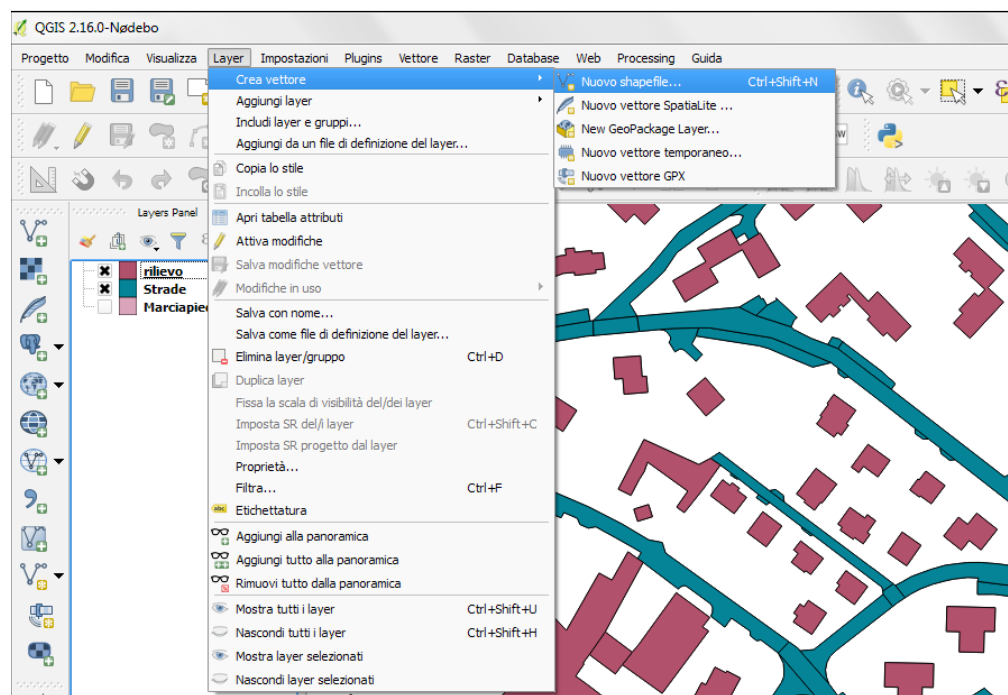 QGIS 2.16.0-Nødebo
Progetto Modifica Visualizza Layer Impostazioni Plugins Vettore Raster Database Web Processing Guida
Crea vettore
Aggiungi layer
Includi layer e gruppi...
Aggiungi da un file di definizione del layer...
Copia lo stile
Incolla lo stile
Apri tabella attributi
Attiva modifiche
Salva modifiche vettore
Modifiche in uso
Salva con nome...
Salva come file di definizione del layer...
Elimina layer/gruppo Ctrl+D
Duplica layer
Fissa la scala di visibilità del/dei layer
Imposta SR del/i layer Ctrl+Shift+C
Imposta SR progetto dal layer
Proprietà...
Filtra... Ctrl+F
abc Etichettatura
Aggiungi alla panoramica
Aggiungi tutto alla panoramica
Rimuovi tutto dalla panoramica
Mostra tutti i layer Ctrl+Shift+U
Nascondi tutti i layer Ctrl+Shift+H
Mostra layer selezionati
Nascondi layer selezionati
Nuovo shapefile... Ctrl+Shift+N
Nuovo vettore SpatiaLite ...
New GeoPackage Layer...
Nuovo vettore temporaneo...
Nuovo vettore GPX
Layers Panel
rilievo
Strade